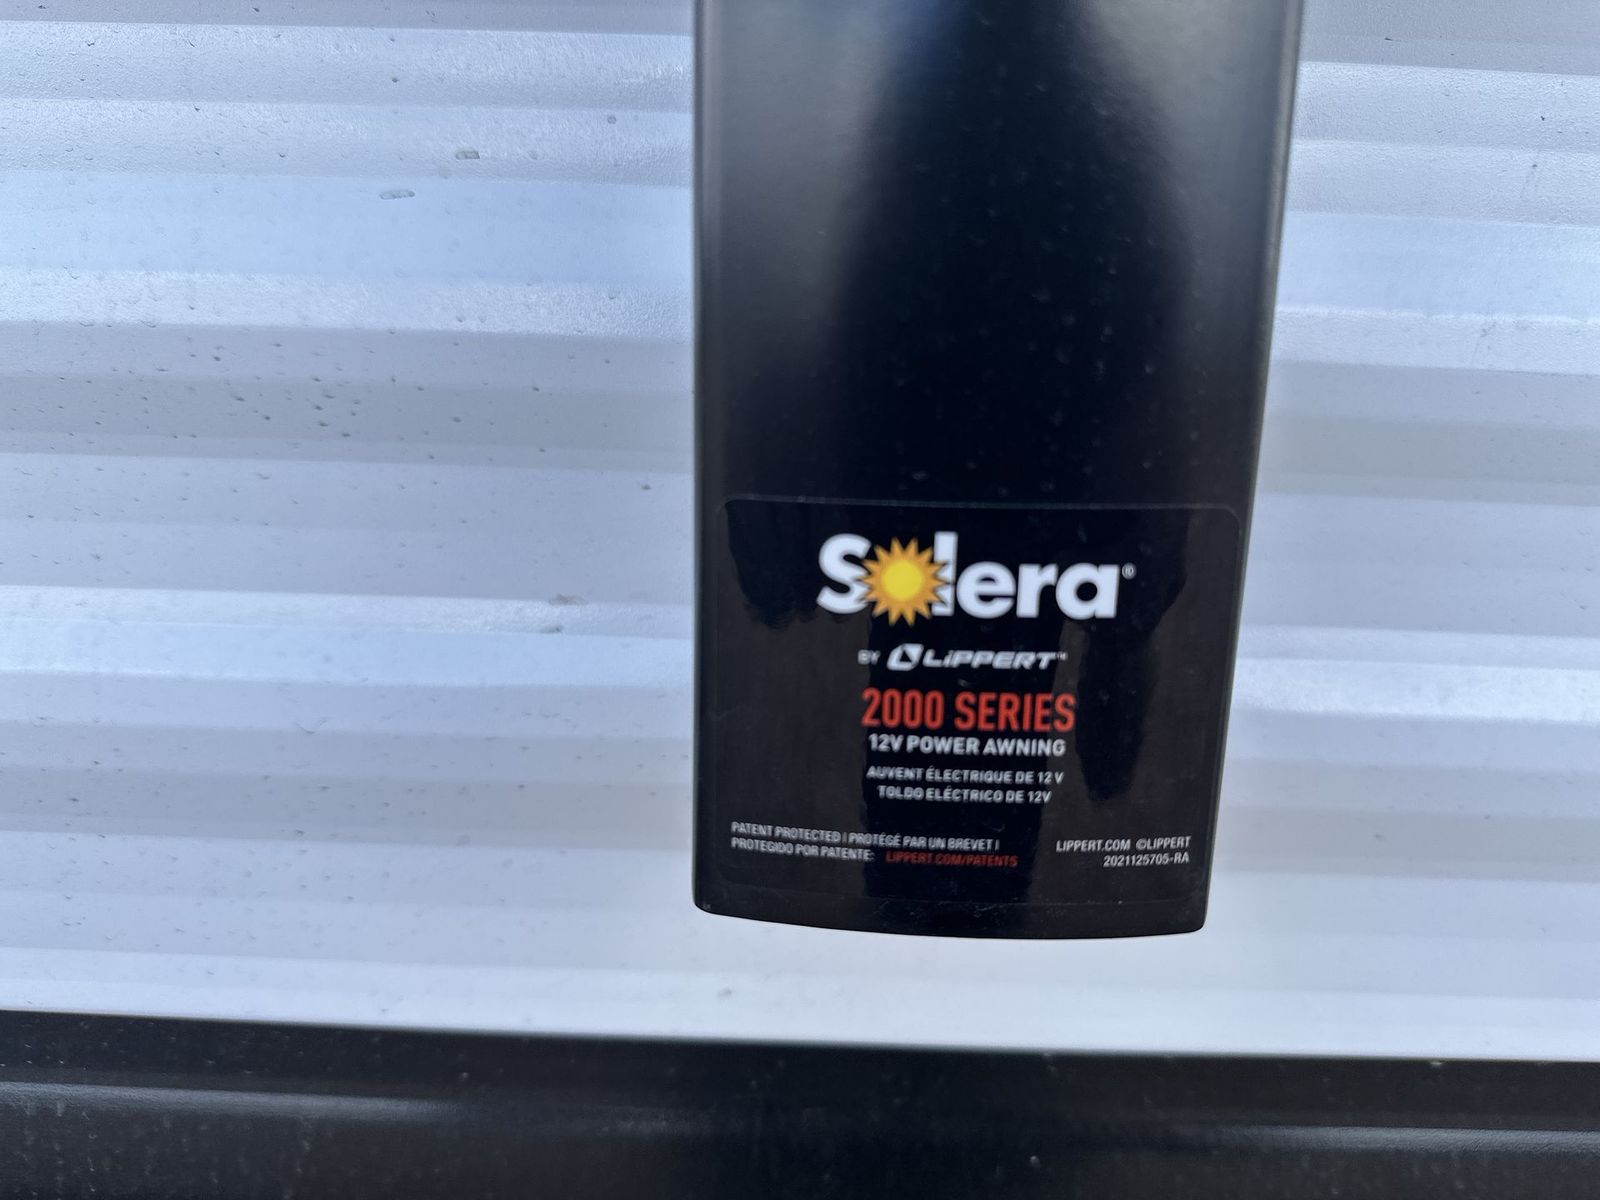 Solera®
BY LIPPERT™
2000 SERIES
12V POWER AWNING
AUVENT ÉLECTRIQUE DE 12 V
TOLDO ELÉCTRICO DE 12V
PATENT PROTECTED | PROTÉGÉ PAR UN BREVET |
PROTEGIDO POR PATENTE: LIPPERT.COM/PATENTS
LIPPERT.COM ©LIPPERT
2021125705-RA